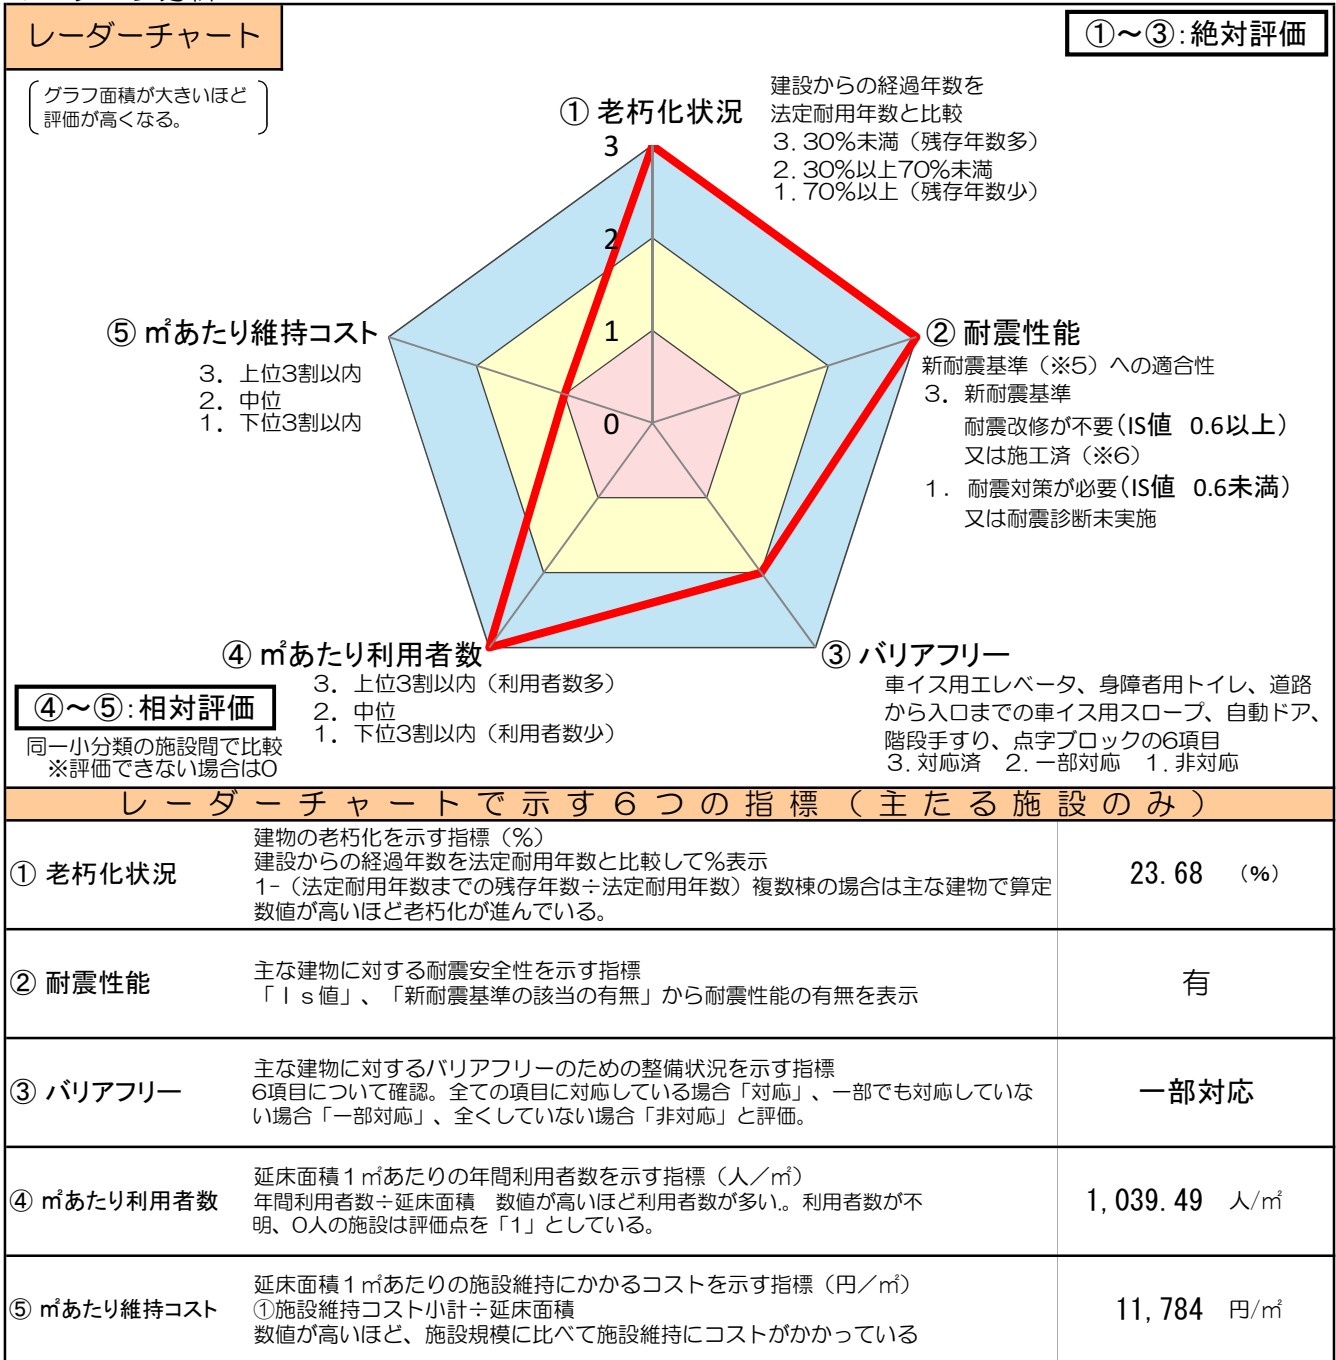 レーダーチャート
①～③：絶対評価
グラフ面積が大きいほど
評価が高くなる。
① 老朽化状況
建設からの経過年数を
法定耐用年数と比較
3．30％未満（残存年数多）
2．30％以上70％未満
1．70％以上（残存年数少）
3
2
1
0
② 耐震性能
新耐震基準（※5）への適合性
3．新耐震基準
耐震改修が不要（IS値 0.6以上）
又は施工済（※6）
1．耐震対策が必要（IS値 0.6未満）
又は耐震診断未実施
⑤ ㎡あたり維持コスト
3．上位3割以内
2．中位
1．下位3割以内
④ ㎡あたり利用者数
3．上位3割以内（利用者数多）
2．中位
1．下位3割以内（利用者数少）
③ バリアフリー
車イス用エレベータ、身障者用トイレ、道路
から入口までの車イス用スロープ、自動ドア、
階段手すり、点字ブロックの6項目
3．対応済 2．一部対応 1．非対応
④～⑤：相対評価
同一小分類の施設間で比較
※評価できない場合は0
レーダーチャートで示す６つの指標（主たる施設のみ）
① 老朽化状況
建物の老朽化を示す指標（％）
建設からの経過年数を法定耐用年数と比較して％表示
1-（法定耐用年数までの残存年数÷法定耐用年数）複数棟の場合は主な建物で算定
数値が高いほど老朽化が進んでいる。
23.68 （%）
② 耐震性能
主な建物に対する耐震安全性を示す指標
「Ｉｓ値」、「新耐震基準の該当の有無」から耐震性能の有無を表示
有
③ バリアフリー
主な建物に対するバリアフリーのための整備状況を示す指標
6項目について確認。全ての項目に対応している場合「対応」、一部でも対応していな
い場合「一部対応」、全くしていない場合「非対応」と評価。
一部対応
④ ㎡あたり利用者数
延床面積１㎡あたりの年間利用者数を示す指標（人／㎡）
年間利用者数÷延床面積 数値が高いほど利用者数が多い。利用者数が不
明、0人の施設は評価点を「1」としている。
1,039.49 人/㎡
⑤ ㎡あたり維持コスト
延床面積１㎡あたりの施設維持にかかるコストを示す指標（円／㎡）
①施設維持コスト小計÷延床面積
数値が高いほど、施設規模に比べて施設維持にコストがかかっている
11,784 円/㎡